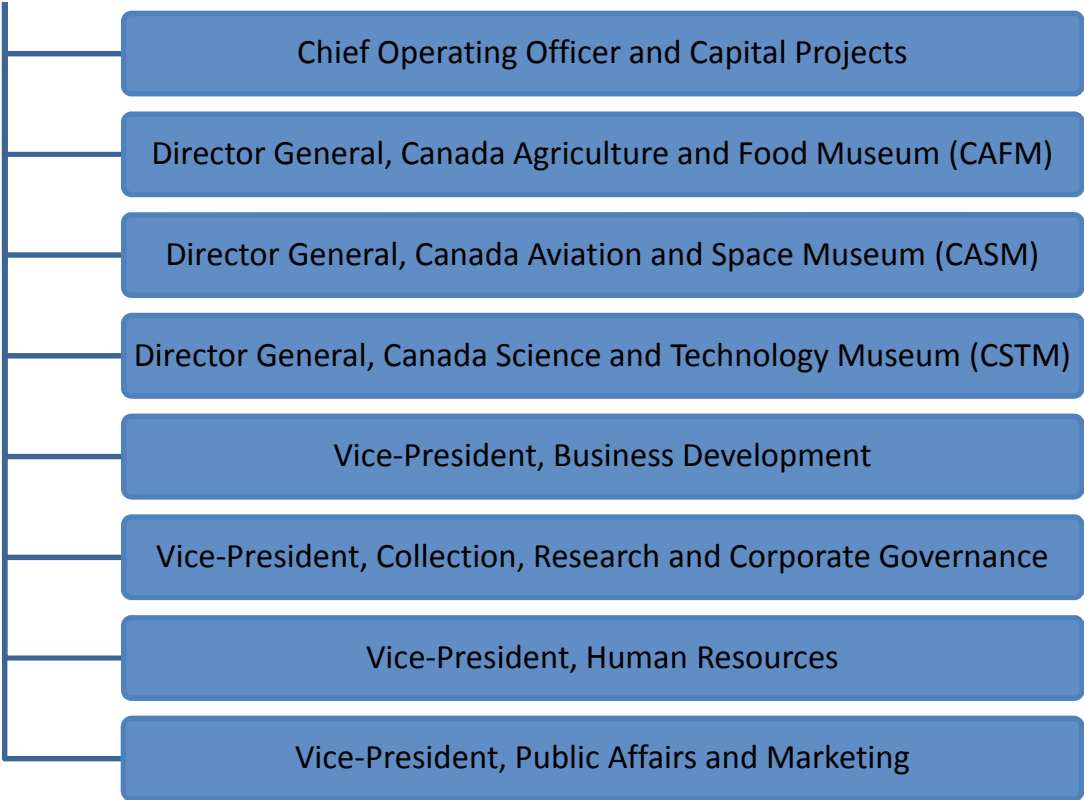 Chief Operating Officer and Capital Projects
Director General, Canada Agriculture and Food Museum (CAFM)
Director General, Canada Aviation and Space Museum (CASM)
Director General, Canada Science and Technology Museum (CSTM)
Vice-President, Business Development
Vice-President, Collection, Research and Corporate Governance
Vice-President, Human Resources
Vice-President, Public Affairs and Marketing